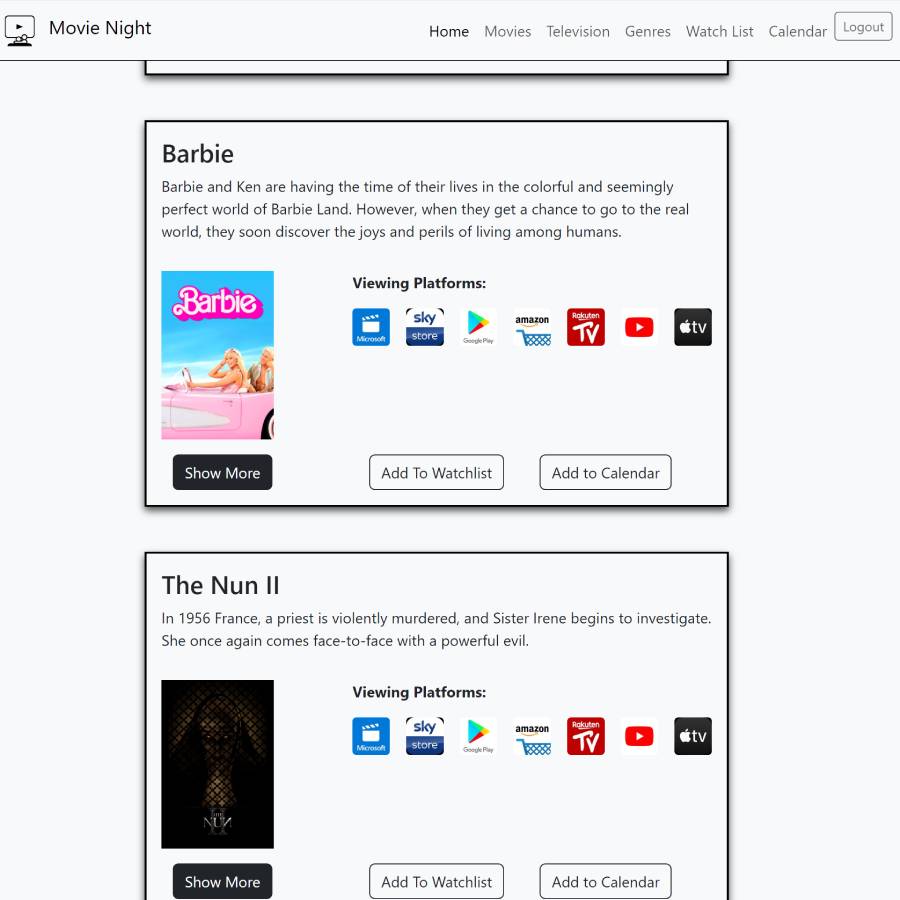 Movie Night
Home Movies Television Genres Watch List Calendar Logout
Barbie
Barbie and Ken are having the time of their lives in the colorful and seemingly
perfect world of Barbie Land. However, when they get a chance to go to the real
world, they soon discover the joys and perils of living among humans.
Barbie
Viewing Platforms:
Microsoft
sky
store
Google Play
amazon
Rakuten
TV
tv
Show More Add To Watchlist Add to Calendar
The Nun II
In 1956 France, a priest is violently murdered, and Sister Irene begins to investigate.
She once again comes face-to-face with a powerful evil.
THE
NUN
II
Viewing Platforms:
Microsoft
sky
store
Google Play
amazon
Rakuten
TV
tv
Show More Add To Watchlist Add to Calendar